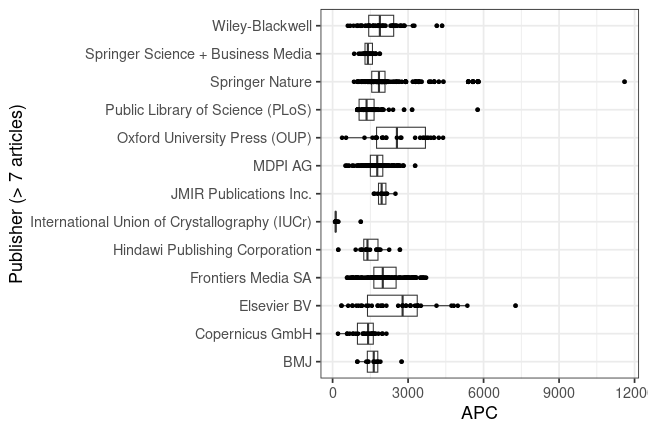 Publisher (> 7 articles)
Wiley-Blackwell
Springer Science + Business Media
Springer Nature
Public Library of Science (PLoS)
Oxford University Press (OUP)
MDPI AG
JMIR Publications Inc.
International Union of Crystallography (IUCr)
Hindawi Publishing Corporation
Frontiers Media SA
Elsevier BV
Copernicus GmbH
BMJ
0 3000 6000 9000 12000
APC